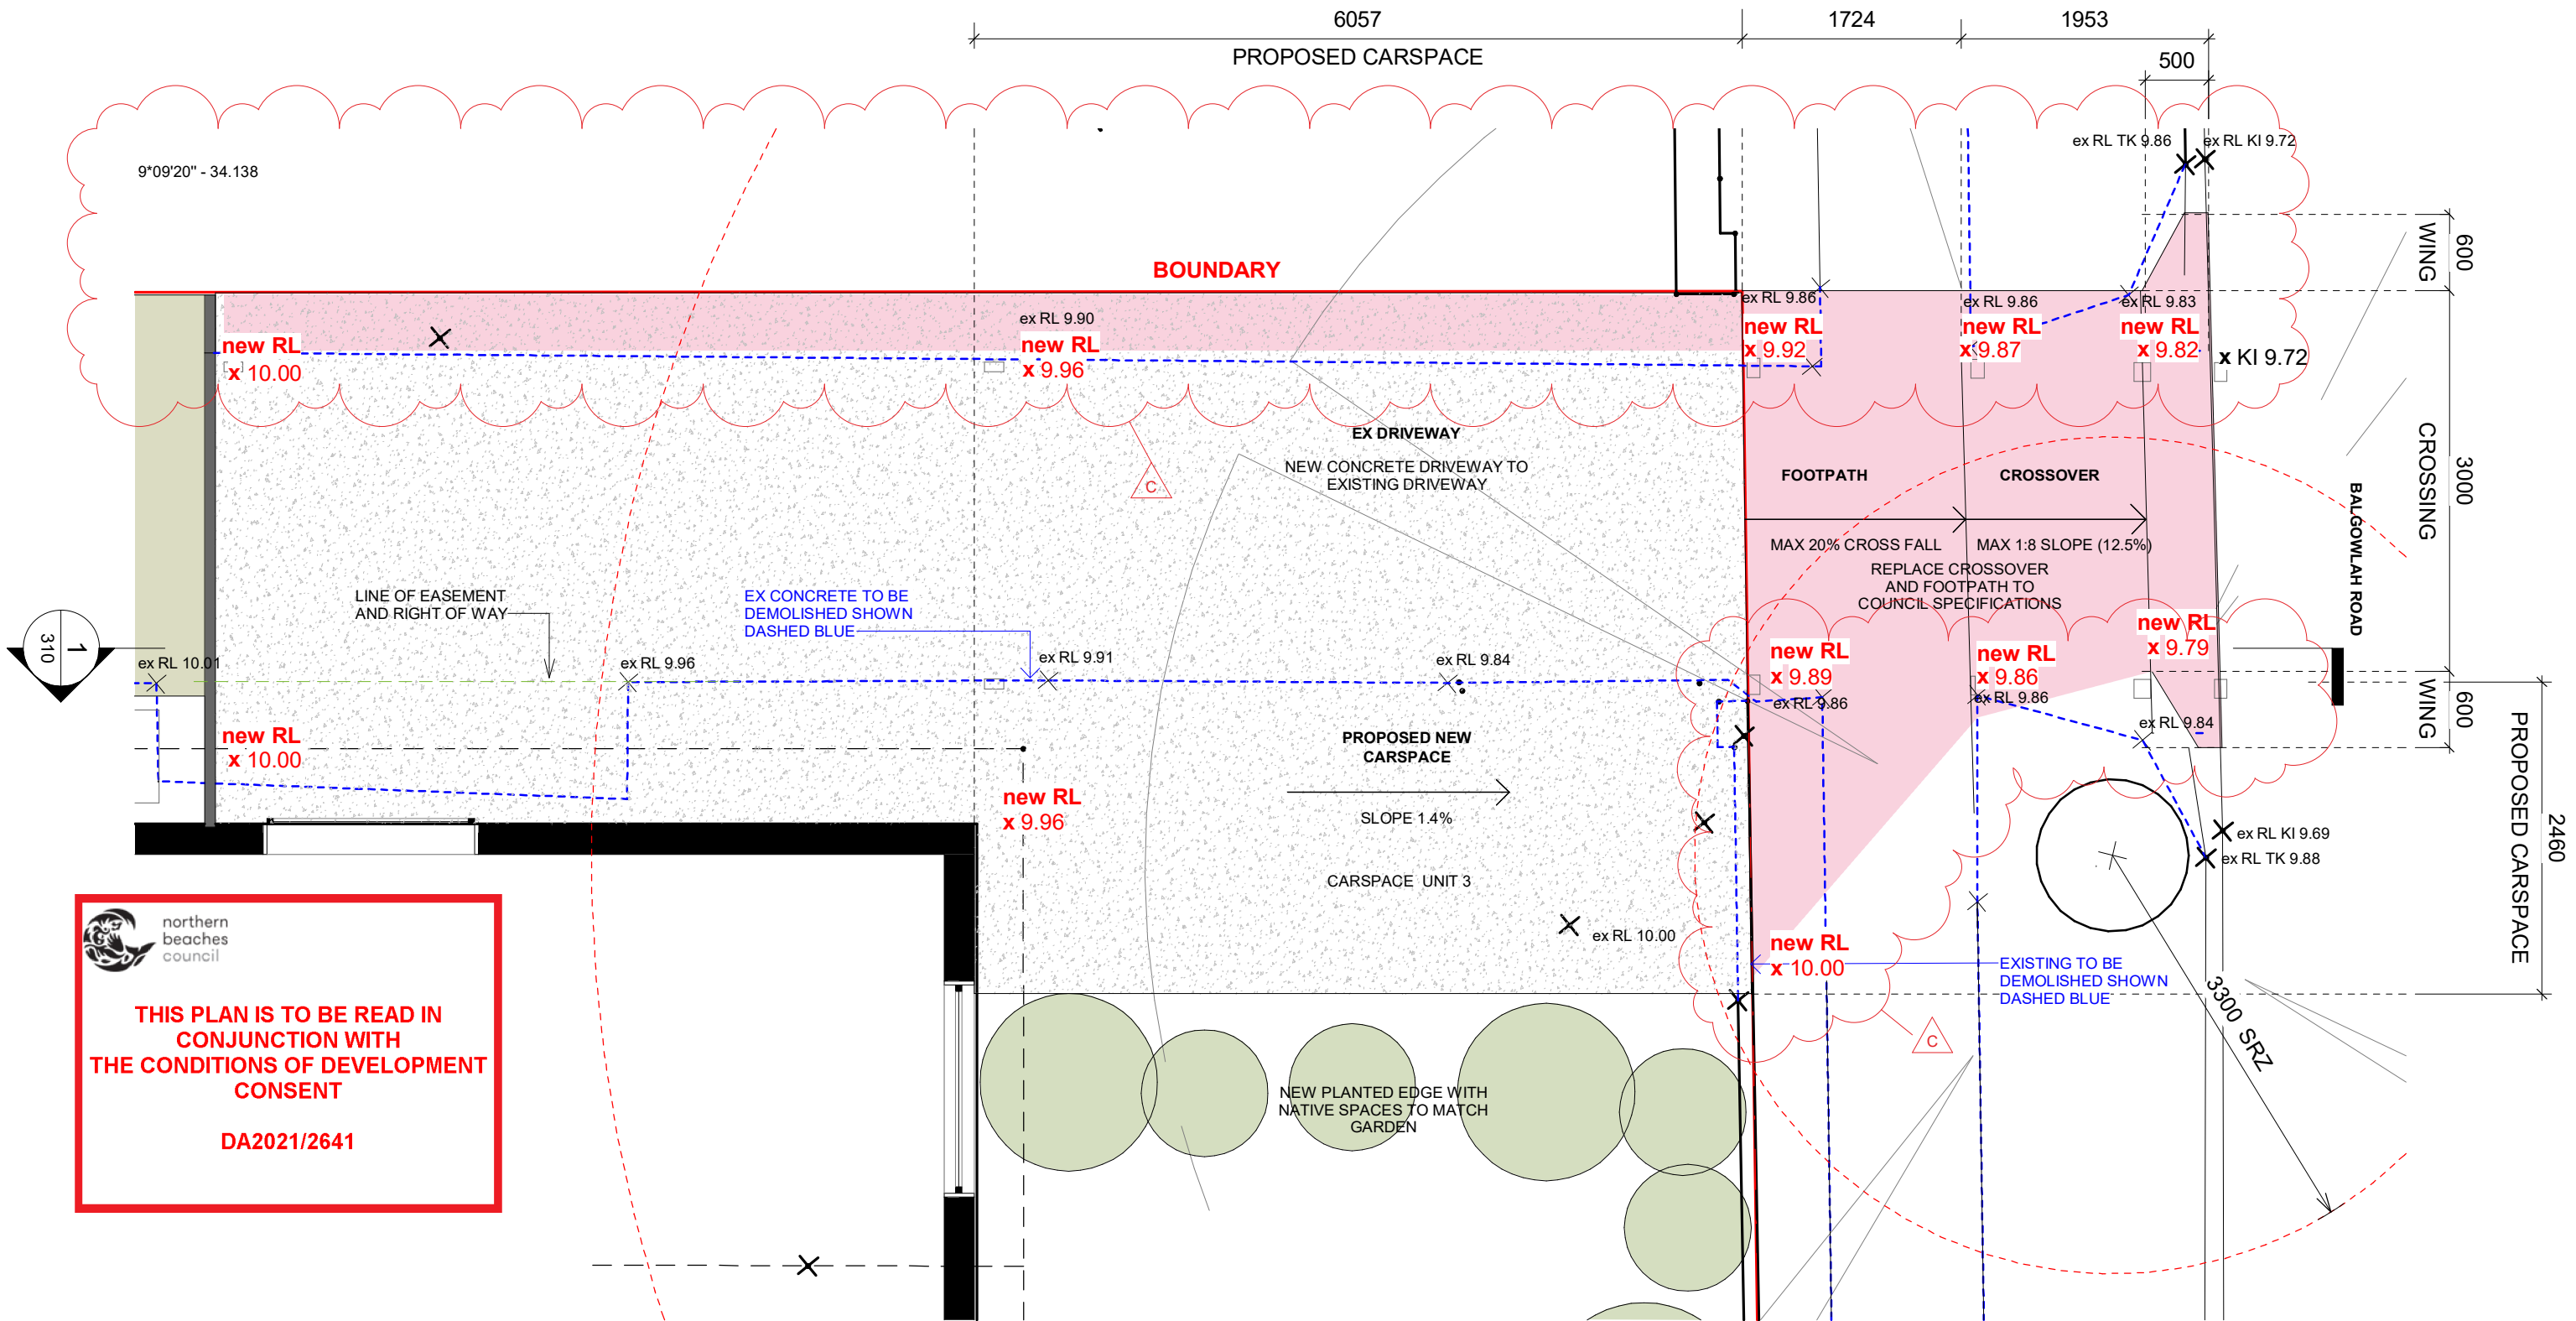 6057
1724
1953
PROPOSED CARSPACE
500
ex RL TK 9.86
ex RL KI 9.72
9*09'20" - 34.138
WING
600
BOUNDARY
ex RL 9.90
ex RL 9.86
ex RL 9.86
ex RL 9.83
new RL
x 10.00
new RL
x 9.96
new RL
x 9.92
new RL
x 9.87
new RL
x 9.82
x KI 9.72
EX DRIVEWAY
NEW CONCRETE DRIVEWAY TO
EXISTING DRIVEWAY
C
FOOTPATH
CROSSOVER
CROSSING
3000
BALGOWLAH ROAD
MAX 20% CROSS FALL
MAX 1:8 SLOPE (12.5%)
REPLACE CROSSOVER
AND FOOTPATH TO
COUNCIL SPECIFICATIONS
LINE OF EASEMENT
AND RIGHT OF WAY
EX CONCRETE TO BE
DEMOLISHED SHOWN
DASHED BLUE
1
310
ex RL 10.01
ex RL 9.96
ex RL 9.91
ex RL 9.84
new RL
x 9.89
ex RL 9.86
new RL
x 9.86
ex RL 9.86
new RL
x 9.79
ex RL 9.84
WING
600
new RL
x 10.00
PROPOSED NEW
CARSPACE
new RL
x 9.96
SLOPE 1.4%
CARSPACE UNIT 3
ex RL KI 9.69
ex RL TK 9.88
PROPOSED CARSPACE
2460
ex RL 10.00
new RL
x 10.00
EXISTING TO BE
DEMOLISHED SHOWN
DASHED BLUE
C
3300 SRZ
NEW PLANTED EDGE WITH
NATIVE SPACES TO MATCH
GARDEN
northern
beaches
council
THIS PLAN IS TO BE READ IN
CONJUNCTION WITH
THE CONDITIONS OF DEVELOPMENT
CONSENT
DA2021/2641